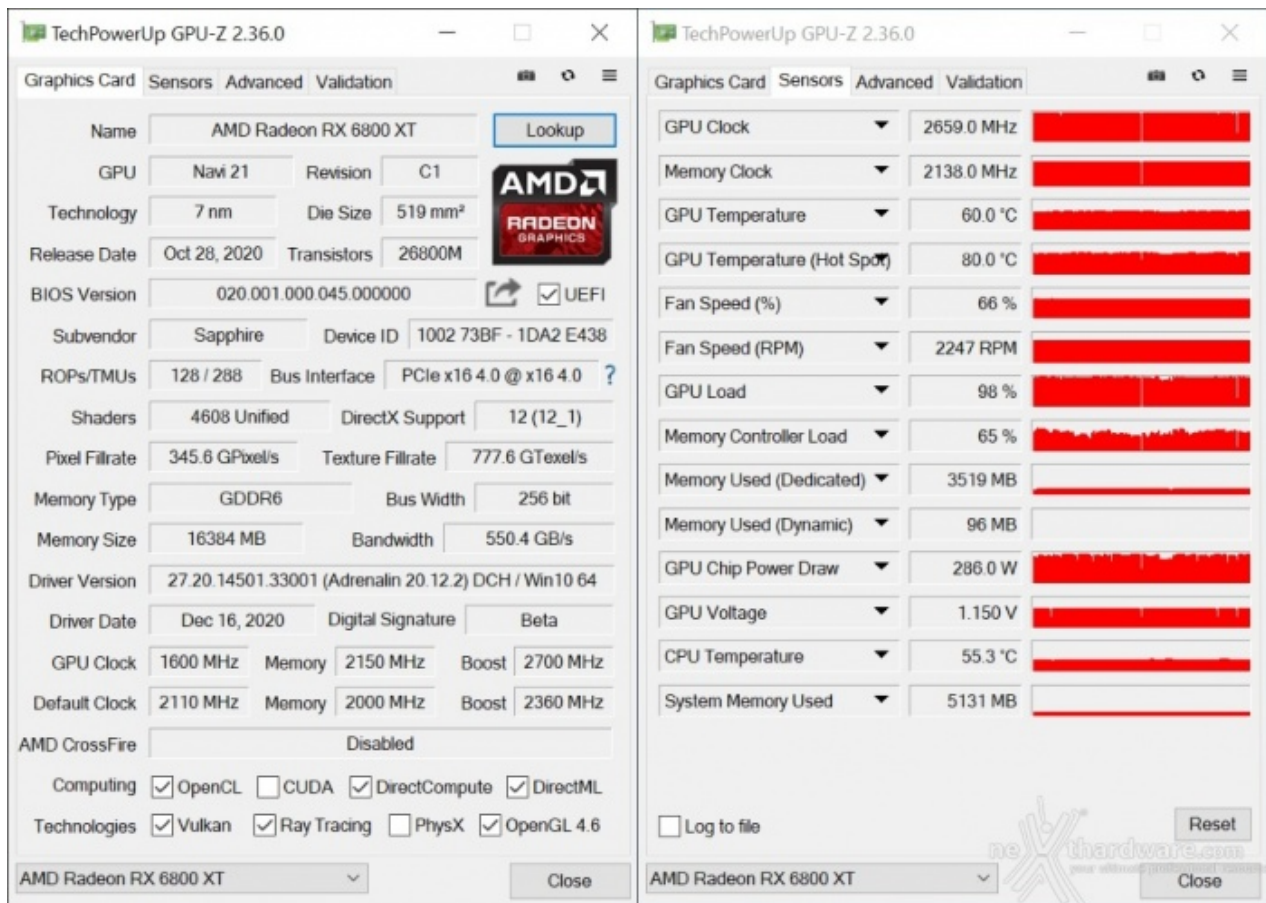 TechPowerUp GPU-Z 2.36.0
Graphics Card Sensors Advanced Validation
Name AMD Radeon RX 6800 XT Lookup
GPU Navi 21 Revision C1
AMD
RADEON
GRAPHICS
Technology 7 nm Die Size 519 mm²
Release Date Oct 28, 2020 Transistors 26800M
BIOS Version 020.001.000.045.000000 UEFI
Subvendor Sapphire Device ID 1002 73BF - 1DA2 E438
ROPs/TMUs 128 / 288 Bus Interface PCIe x16 4.0 @ x16 4.0 ?
Shaders 4608 Unified DirectX Support 12 (12_1)
Pixel Fillrate 345.6 GPixel/s Texture Fillrate 777.6 GTexel/s
Memory Type GDDR6 Bus Width 256 bit
Memory Size 16384 MB Bandwidth 550.4 GB/s
Driver Version 27.20.14501.33001 (Adrenalin 20.12.2) DCH / Win10 64
Driver Date Dec 16, 2020 Digital Signature Beta
GPU Clock 1600 MHz Memory 2150 MHz Boost 2700 MHz
Default Clock 2110 MHz Memory 2000 MHz Boost 2360 MHz
AMD CrossFire Disabled
Computing OpenCL CUDA DirectCompute DirectML
Technologies Vulkan Ray Tracing PhysX OpenGL 4.6
AMD Radeon RX 6800 XT Close
TechPowerUp GPU-Z 2.36.0
Graphics Card Sensors Advanced Validation
GPU Clock 2659.0 MHz
Memory Clock 2138.0 MHz
GPU Temperature 60.0 °C
GPU Temperature (Hot Spot) 80.0 °C
Fan Speed (%) 66 %
Fan Speed (RPM) 2247 RPM
GPU Load 98 %
Memory Controller Load 65 %
Memory Used (Dedicated) 3519 MB
Memory Used (Dynamic) 96 MB
GPU Chip Power Draw 286.0 W
GPU Voltage 1.150 V
CPU Temperature 55.3 °C
System Memory Used 5131 MB
Log to file Reset
nexthardware.com
your ultimate professional resource
AMD Radeon RX 6800 XT Close